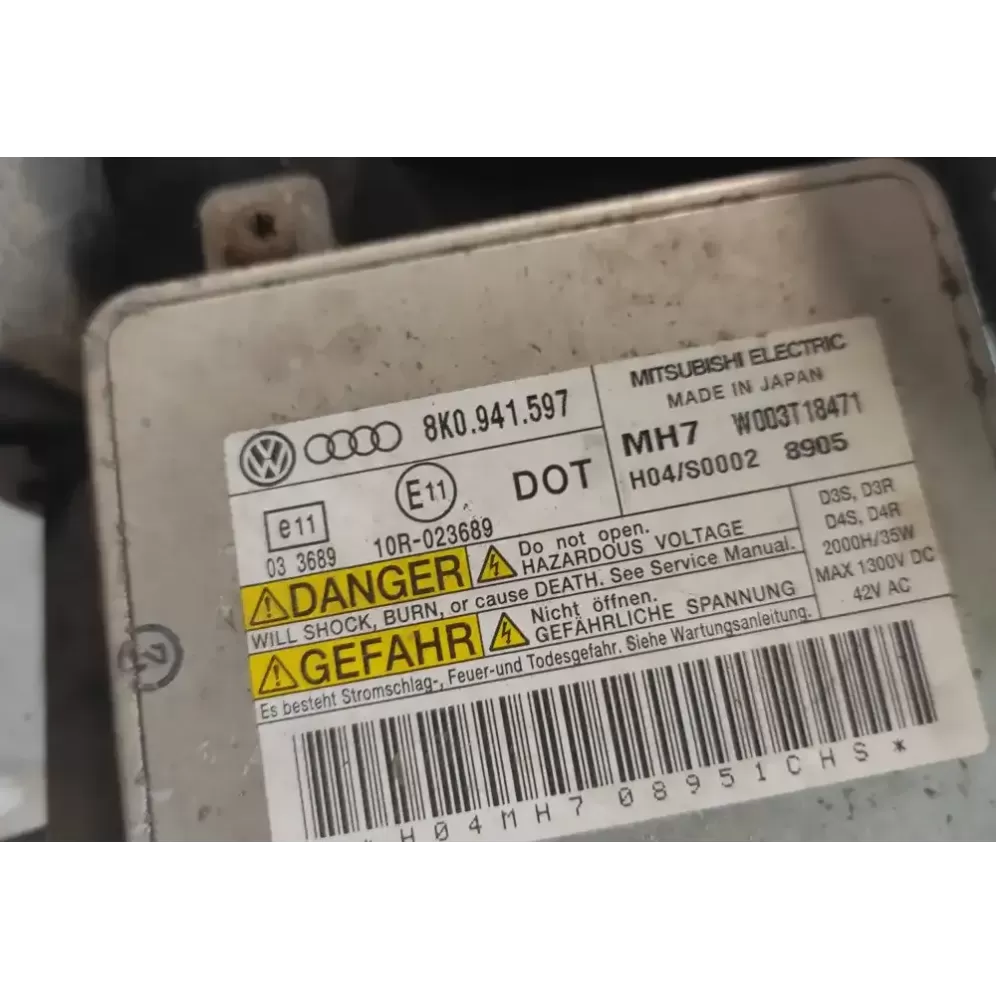 8K0.941.597
MITSUBISHI ELECTRIC
MADE IN JAPAN
MH7 W003T18471
H04/S0002 8905
e11
03 3689
E11
10R-023689
DOT
DANGER
Do not open.
HAZARDOUS VOLTAGE
WILL SHOCK, BURN, or cause DEATH. See Service Manual.
GEFAHR
Nicht öffnen.
GEFÄHRLICHE SPANNUNG
Es besteht Stromschlag-, Feuer-und Todesgefahr. Siehe Wartungsanleitung.
D3S, D3R
D4S, D4R
2000H/35W
MAX 1300V DC
42V AC
H04MH708951CHS*